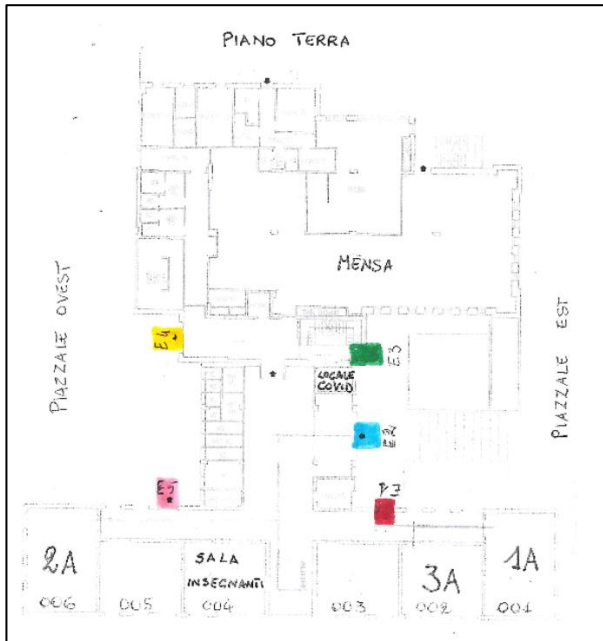 PIANO TERRA
MENSA
PIAZZALE OVEST
PIAZZALE EST
E4
E3
LOCALE
COVID
E2
E5
E1
2A
SALA
INSEGNANTI
3A
1A
006
005
004
003
002
001